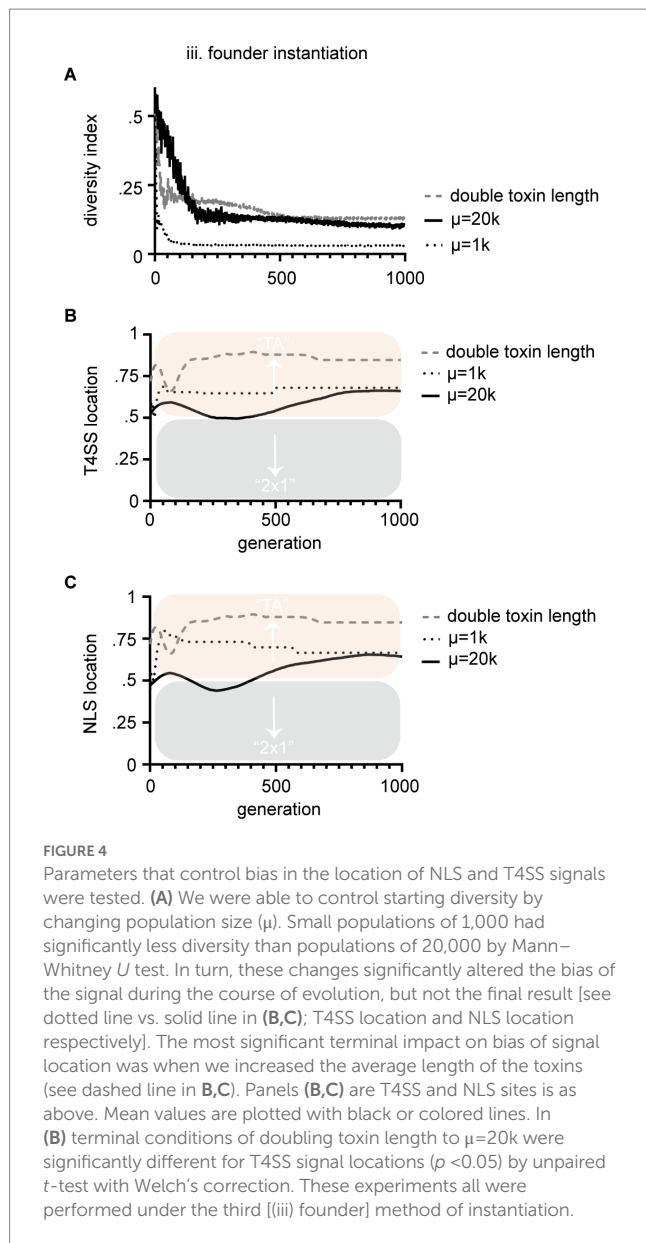 iii. founder instantiation
A
.5
.25
0
diversity index
0
500
1000
double toxin length
μ=20k
μ=1k
B
1
0.75
0.5
.25
0
T4SS location
"TA"
"2x1"
0
500
1000
generation
double toxin length
μ=1k
μ=20k
C
1
0.75
.5
.25
0
NLS location
"TA"
"2x1"
0
500
1000
generation
double toxin length
μ=1k
μ=20k
FIGURE 4
Parameters that control bias in the location of NLS and T4SS signals
were tested. (A) We were able to control starting diversity by
changing population size (μ). Small populations of 1,000 had
significantly less diversity than populations of 20,000 by Mann–
Whitney U test. In turn, these changes significantly altered the bias of
the signal during the course of evolution, but not the final result [see
dotted line vs. solid line in (B,C); T4SS location and NLS location
respectively]. The most significant terminal impact on bias of signal
location was when we increased the average length of the toxins
(see dashed line in B,C). Panels (B,C) are T4SS and NLS sites is as
above. Mean values are plotted with black or colored lines. In
(B) terminal conditions of doubling toxin length to μ=20k were
significantly different for T4SS signal locations (p <0.05) by unpaired
t-test with Welch's correction. These experiments all were
performed under the third [(iii) founder] method of instantiation.